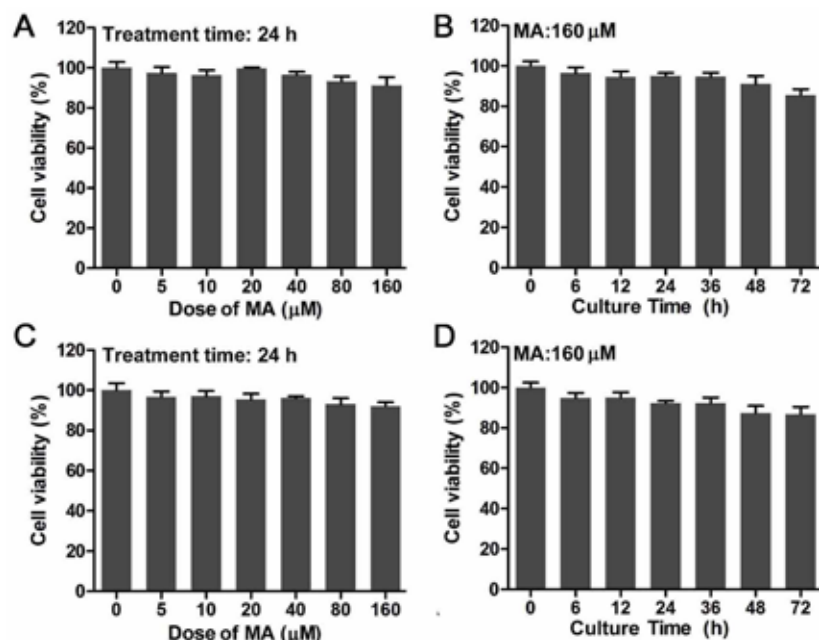 A
Treatment time: 24 h
Cell viability (%)
120
100
80
60
40
20
0
0 5 10 20 40 80 160
Dose of MA (μM)
B
MA:160 μM
Cell viability (%)
120
100
80
60
40
20
0
0 6 12 24 36 48 72
Culture Time (h)
C
Treatment time: 24 h
Cell viability (%)
120
100
80
60
40
20
0
0 5 10 20 40 80 160
Dose of MA (μM)
D
MA:160 μM
Cell viability (%)
120
100
80
60
40
20
0
0 6 12 24 36 48 72
Culture Time (h)